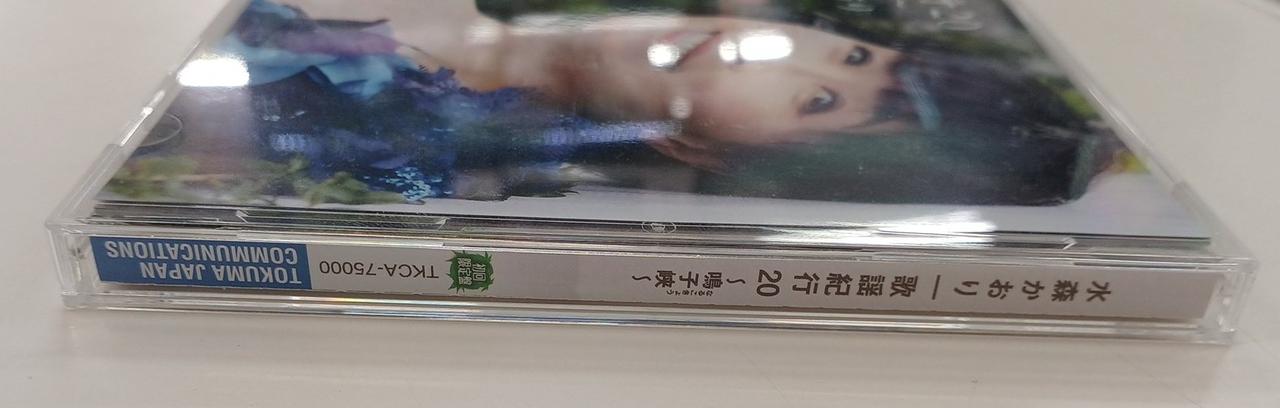 水森かおり｜歌謡紀行20 ～鳴子峡～
なるこきょう
初回限定盤
TKCA-75000
TOKUMA JAPAN
COMMUNICATIONS